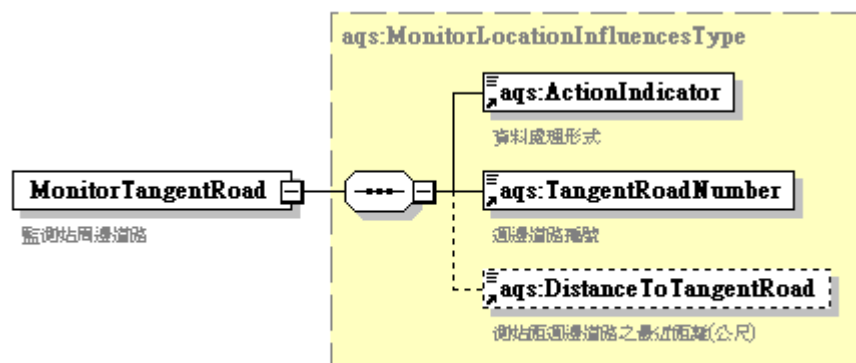 aqs:MonitorLocationInfluencesType
aqs:ActionIndicator
資料處理形式
MonitorTangentRoad
監測站周邊道路
aqs:TangentRoadNumber
週邊道路種號
aqs:DistanceToTangentRoad
測站距週邊道路之最近距離(公尺)